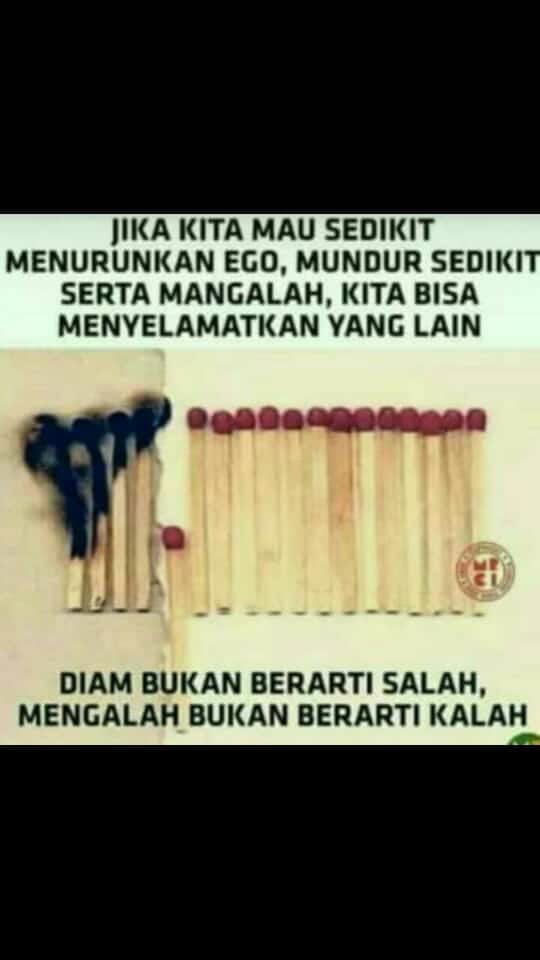 JIKA KITA MAU SEDIKIT
MENURUNKAN EGO, MUNDUR SEDIKIT
SERTA MANGALAH, KITA BISA
MENYELAMATKAN YANG LAIN
DIAM BUKAN BERARTI SALAH,
MENGALAH BUKAN BERARTI KALAH